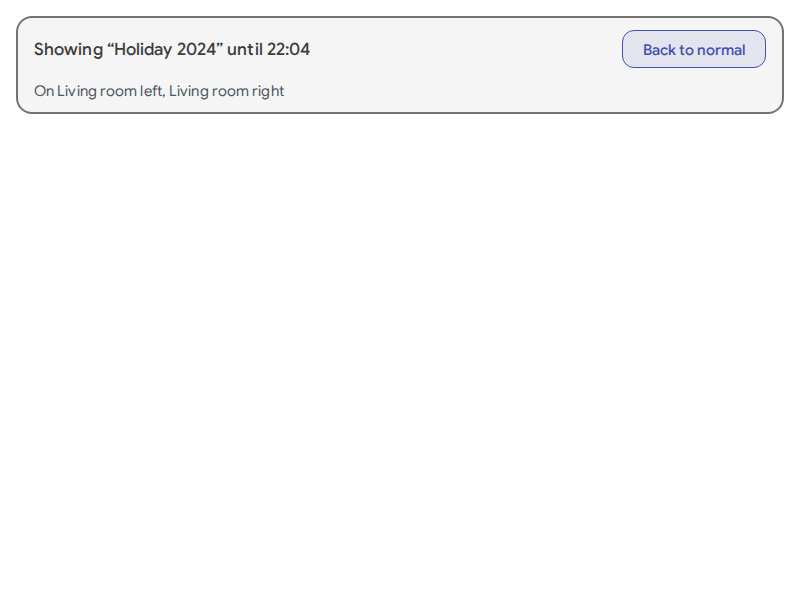 Showing “Holiday 2024” until 22:04
Back to normal
On Living room left, Living room right